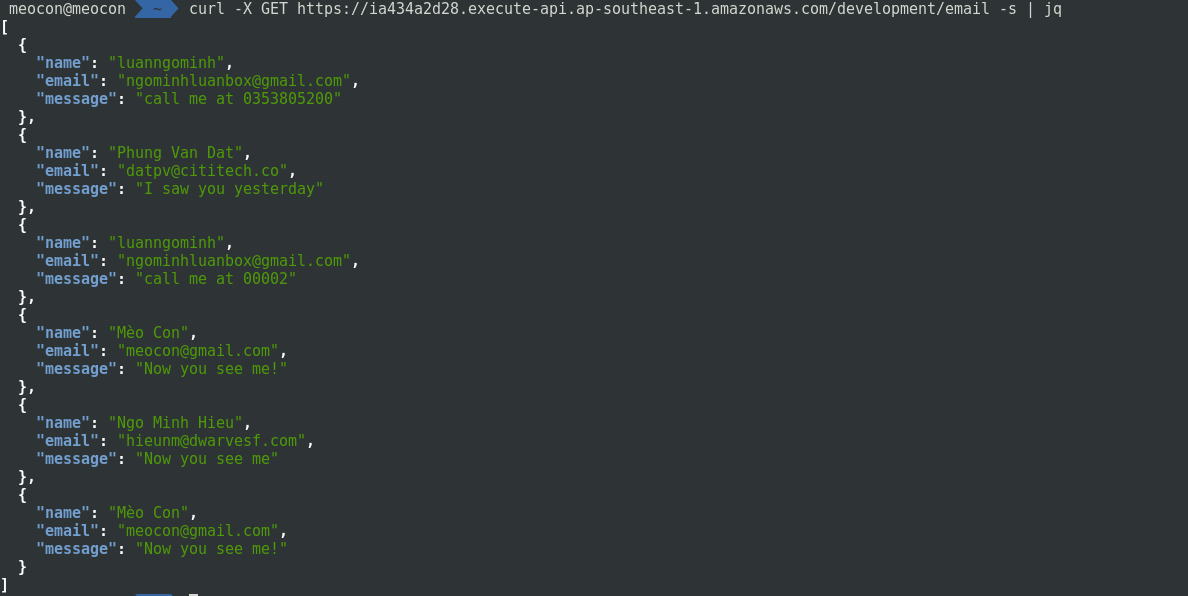 meocon@meocon ~ curl -X GET https://ia434a2d28.execute-api.ap-southeast-1.amazonaws.com/development/email -s | jq
[
  {
    "name": "luanngominh",
    "email": "ngominhluanbox@gmail.com",
    "message": "call me at 0353805200"
  },
  {
    "name": "Phung Van Dat",
    "email": "datpv@cititech.co",
    "message": "I saw you yesterday"
  },
  {
    "name": "luanngominh",
    "email": "ngominhluanbox@gmail.com",
    "message": "call me at 00002"
  },
  {
    "name": "Mèo Con",
    "email": "meocon@gmail.com",
    "message": "Now you see me!"
  },
  {
    "name": "Ngo Minh Hieu",
    "email": "hieunm@dwarvesf.com",
    "message": "Now you see me"
  },
  {
    "name": "Mèo Con",
    "email": "meocon@gmail.com",
    "message": "Now you see me!"
  }
]